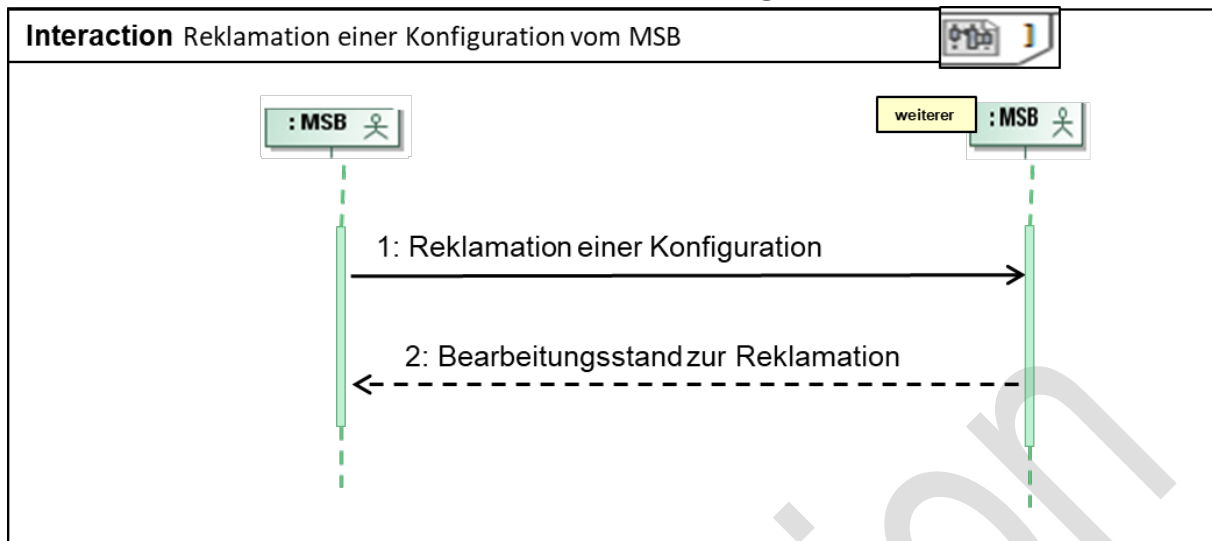 Interaction Reklamation einer Konfiguration vom MSB
: MSB
weiterer
: MSB
1: Reklamation einer Konfiguration
2: Bearbeitungsstand zur Reklamation